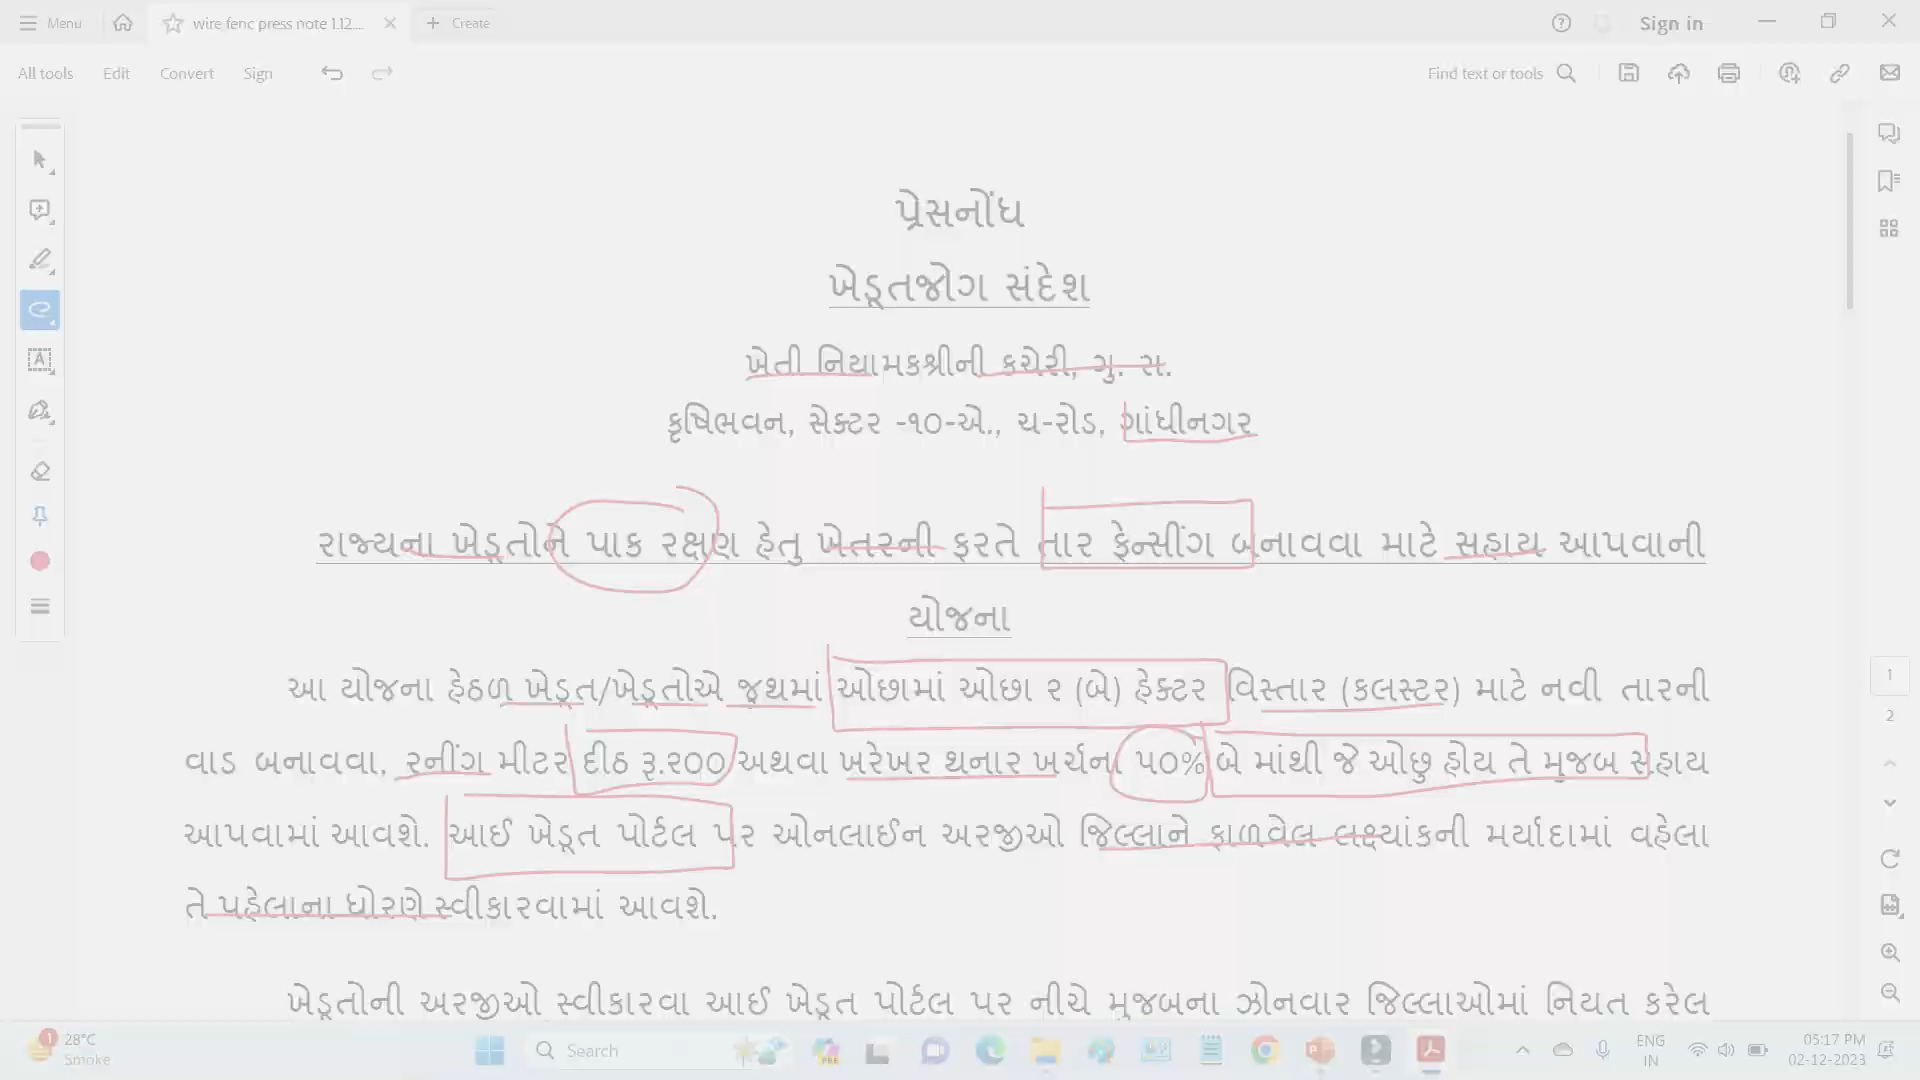 Menu
wire fenc press note 1.12...
Create
Sign in
All tools
Edit
Convert
Sign
Find text or tools
પ્રેસનોંધ
ખેડૂતજોગ સંદેશ
ખેતી નિયામકશ્રીની કચેરી, ગુ. સ.
કૃષિભવન, સેક્ટર -૧૦-એ., ચ-રોડ, ગાંધીનગર
રાજ્યના ખેડૂતોને પાક રક્ષણ હેતુ ખેતરની ફરતે તાર ફેન્સીંગ બનાવવા માટે સહાય આપવાની
યોજના
આ યોજના હેઠળ ખેડૂત/ખેડૂતોએ જૂથમાં ઓછામાં ઓછા ૨ (બે) હેક્ટર વિસ્તાર (કલસ્ટર) માટે નવી તારની
વાડ બનાવવા, રનીંગ મીટર દીઠ રૂ.૨૦૦ અથવા ખરેખર થનાર ખર્ચના ૫૦% બે માંથી જે ઓછુ હોય તે મુજબ સહાય
આપવામાં આવશે. આઈ ખેડૂત પોર્ટલ પર ઓનલાઈન અરજીઓ જિલ્લાને ફાળવેલ લક્ષ્યાંકની મર્યાદામાં વહેલા
તે પહેલાના ધોરણે સ્વીકારવામાં આવશે.
ખેડૂતોની અરજીઓ સ્વીકારવા આઈ ખેડૂત પોર્ટલ પર નીચે મુજબના ઝોનવાર જિલ્લાઓમાં નિયત કરેલ
1
2
1
28°C
Smoke
Search
PRE
ENG
IN
05:17 PM
02-12-2023